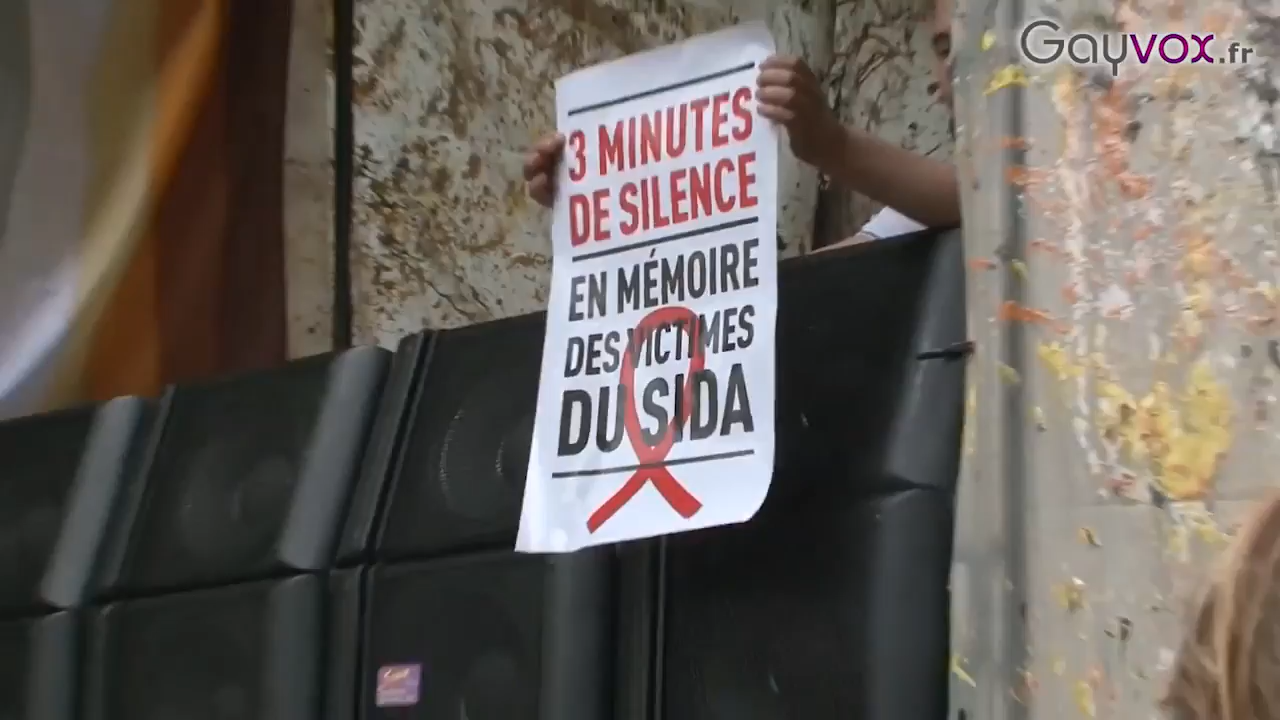 Gayvox.fr
3 MINUTES
DE SILENCE
EN MÉMOIRE
DES VICTIMES
DU SIDA